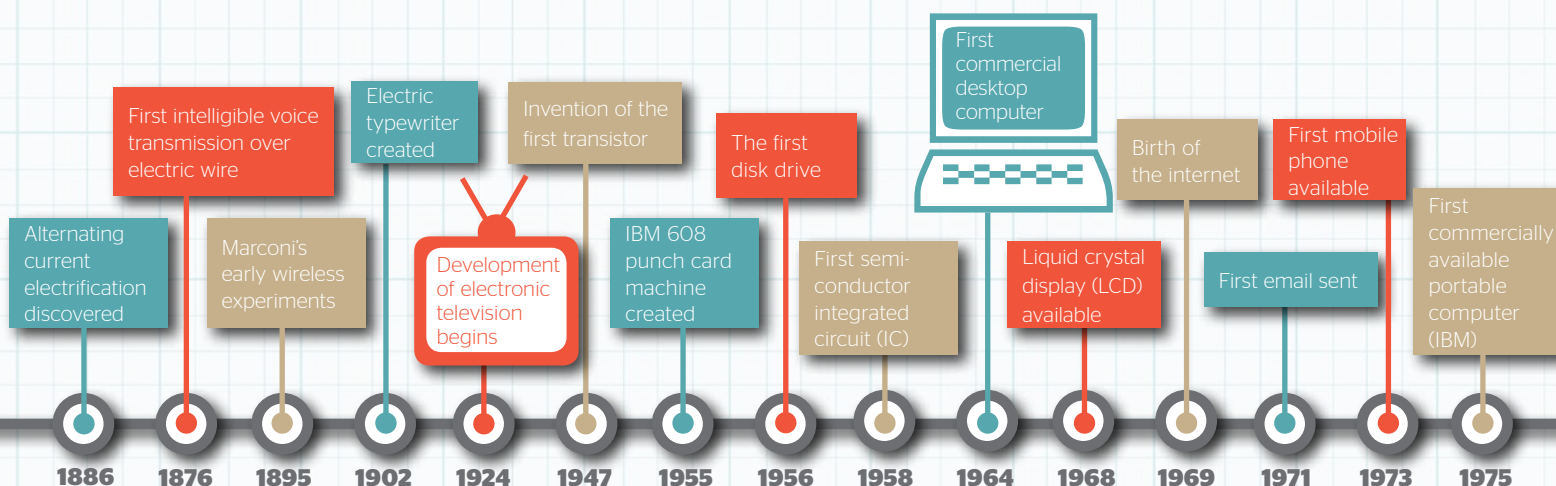 Alternating
current
electrification
discovered
1886
First intelligible voice
transmission over
electric wire
1876
Marconi's
early wireless
experiments
1895
Electric
typewriter
created
1902
Development
of electronic
television
begins
1924
Invention of the
first transistor
1947
IBM 608
punch card
machine
created
1955
The first
disk drive
1956
First semi-
conductor
integrated
circuit (IC)
1958
First
commercial
desktop
computer
1964
Liquid crystal
display (LCD)
available
1968
Birth of
the internet
1969
First email sent
1971
First mobile
phone
available
1973
First
commercially
available
portable
computer
(IBM)
1975